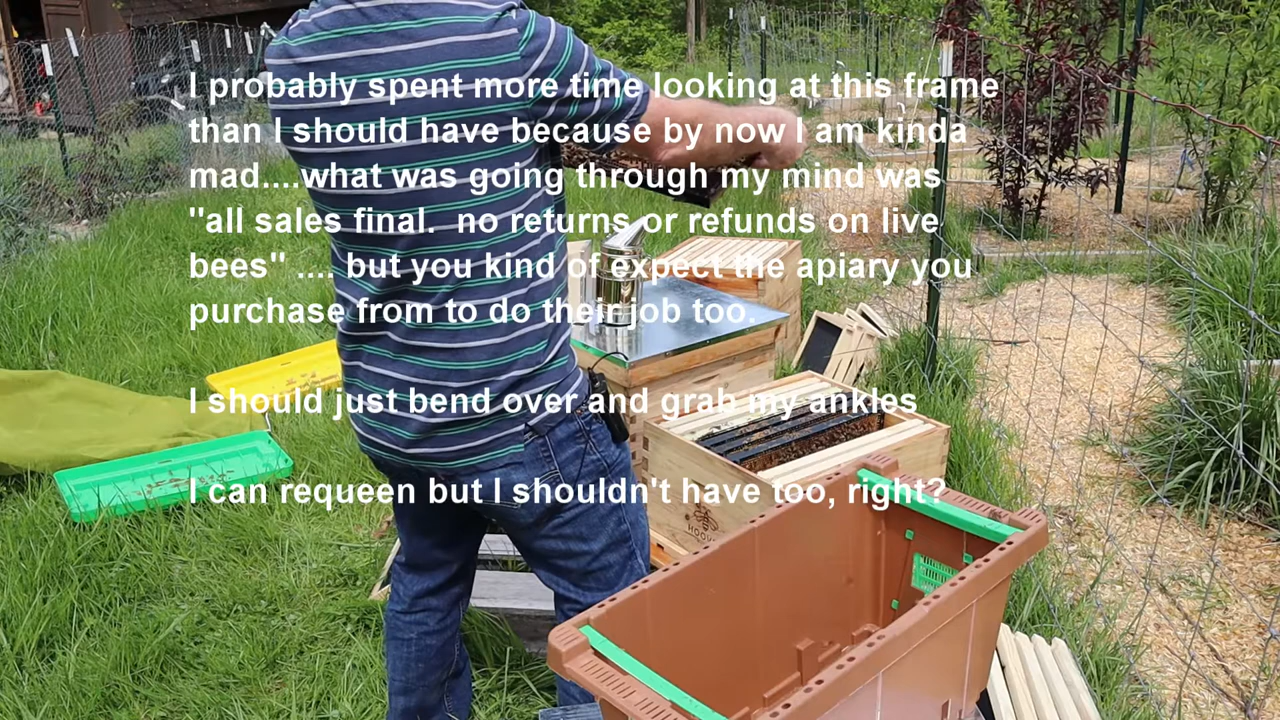 I probably spent more time looking at this frame
than I should have because by now I am kinda
mad....what was going through my mind was
"all sales final.  no returns or refunds on live
bees" .... but you kind of expect the apiary you
purchase from to do their job too.
I should just bend over and grab my ankles
I can requeen but I shouldn't have too, right?